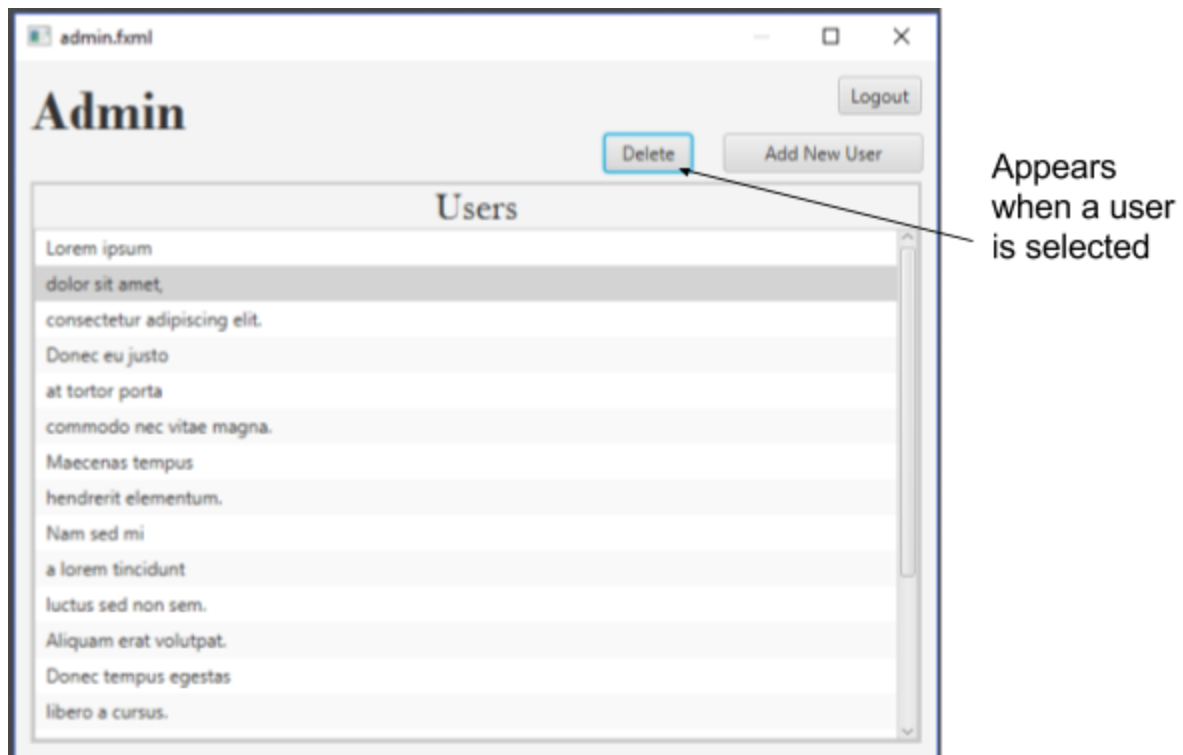 admin.fxml
Logout
Admin
Delete
Add New User
Appears
when a user
is selected
Users
Lorem ipsum
dolor sit amet,
consectetur adipiscing elit.
Donec eu justo
at tortor porta
commodo nec vitae magna.
Maecenas tempus
hendrerit elementum.
Nam sed mi
a lorem tincidunt
luctus sed non sem.
Aliquam erat volutpat.
Donec tempus egestas
libero a cursus.